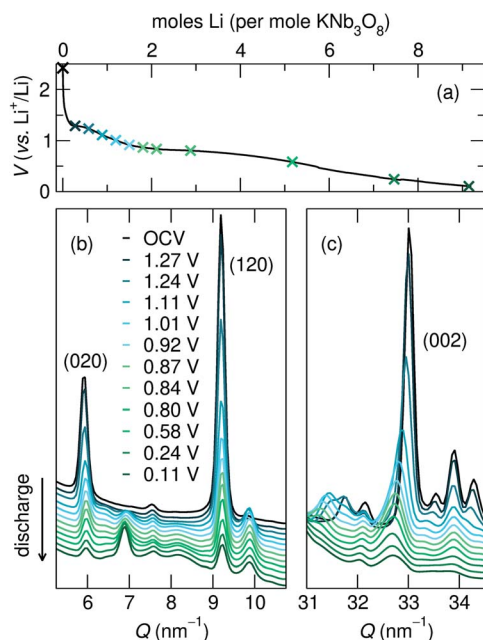 moles Li (per mole KNb₃O₈)
0 2 4 6 8
V (vs. Li⁺/Li)
2
1
0
(a)
(b)
(c)
OCV
1.27 V
1.24 V
1.11 V
1.01 V
0.92 V
0.87 V
0.84 V
0.80 V
0.58 V
0.24 V
0.11 V
(120)
(020)
(002)
discharge
6 7 8 9 10
31 32 33 34
Q (nm⁻¹)
Q (nm⁻¹)